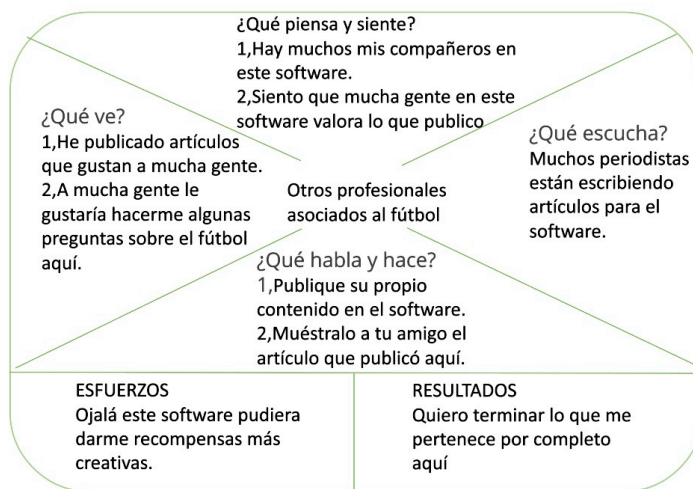 ¿Qué piensa y siente?
1,Hay muchos mis compañeros en
este software.
2,Siento que mucha gente en este
software valora lo que publico
¿Qué ve?
1,He publicado artículos
que gustan a mucha gente.
2,A mucha gente le
gustaría hacerme algunas
preguntas sobre el fútbol
aquí.
Otros profesionales
asociados al fútbol
¿Qué escucha?
Muchos periodistas
están escribiendo
artículos para el
software.
¿Qué habla y hace?
1,Publique su propio
contenido en el software.
2,Muéstralo a tu amigo el
artículo que publicó aquí.
ESFUERZOS
Ojalá este software pudiera
darme recompensas más
creativas.
RESULTADOS
Quiero terminar lo que me
pertenece por completo
aquí